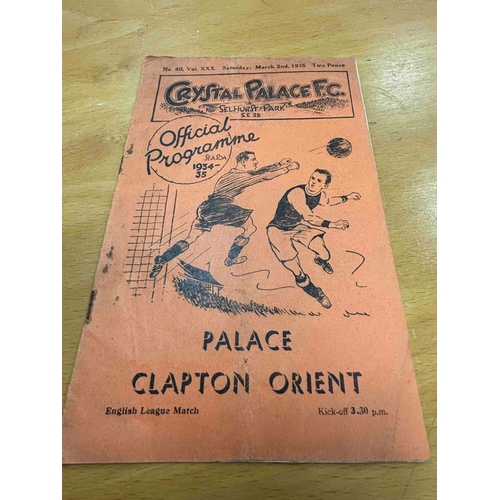 No. 40, Vol. XXX. Saturday, March 2nd, 1935 Two Pence
CRYSTAL PALACE F.C.
SELHURST PARK
S.E. 25
Official
Programme
1934-
35
PALACE
v
CLAPTON ORIENT
English League Match Kick-off 3.30 p.m.